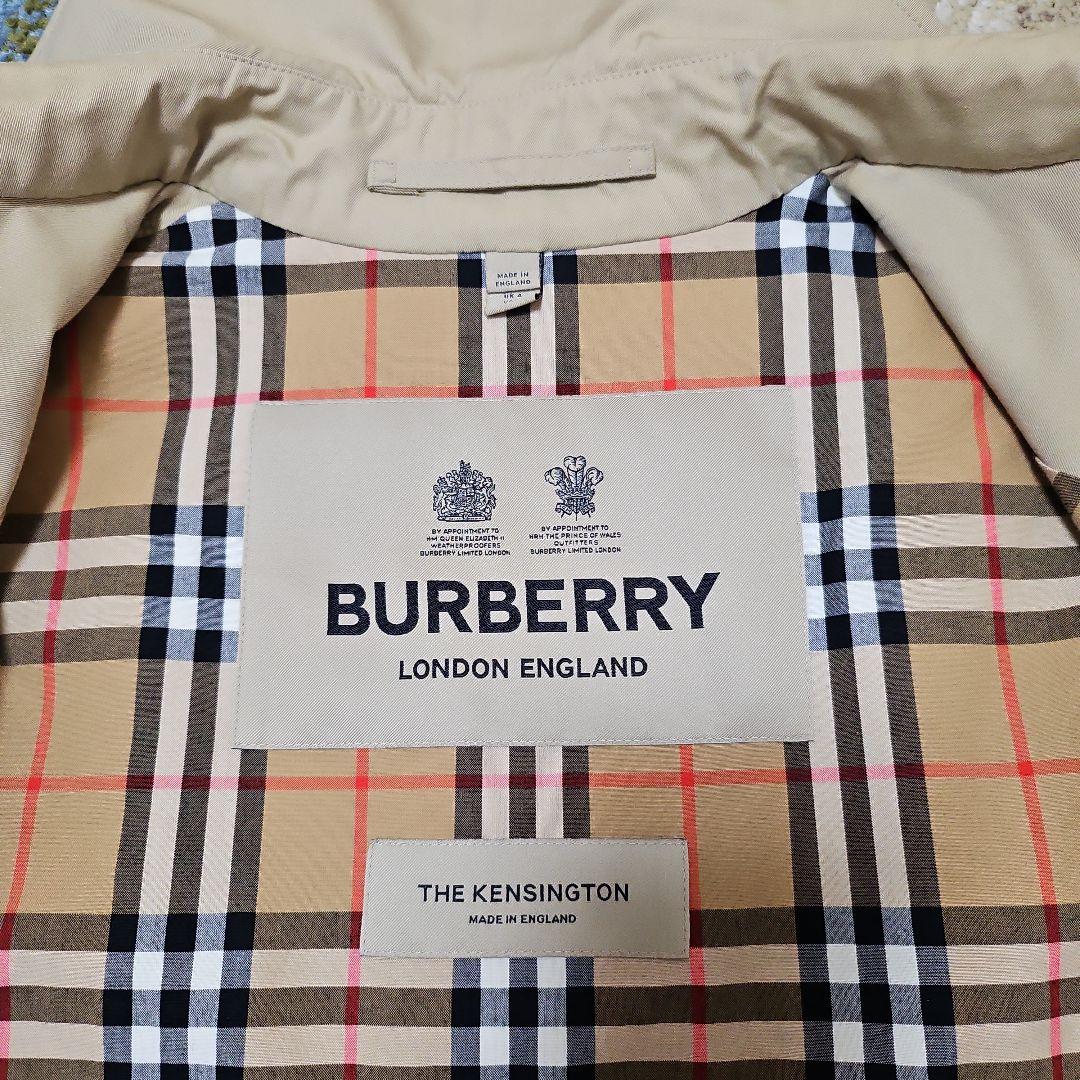 MADE IN
ENGLAND
UK 4
BY APPOINTMENT TO
HM QUEEN ELIZABETH II
WEATHERPROOFERS
BURBERRY LIMITED LONDON
BY APPOINTMENT TO
HRH THE PRINCE OF WALES
OUTFITTERS
BURBERRY LIMITED LONDON
BURBERRY
LONDON ENGLAND
THE KENSINGTON
MADE IN ENGLAND